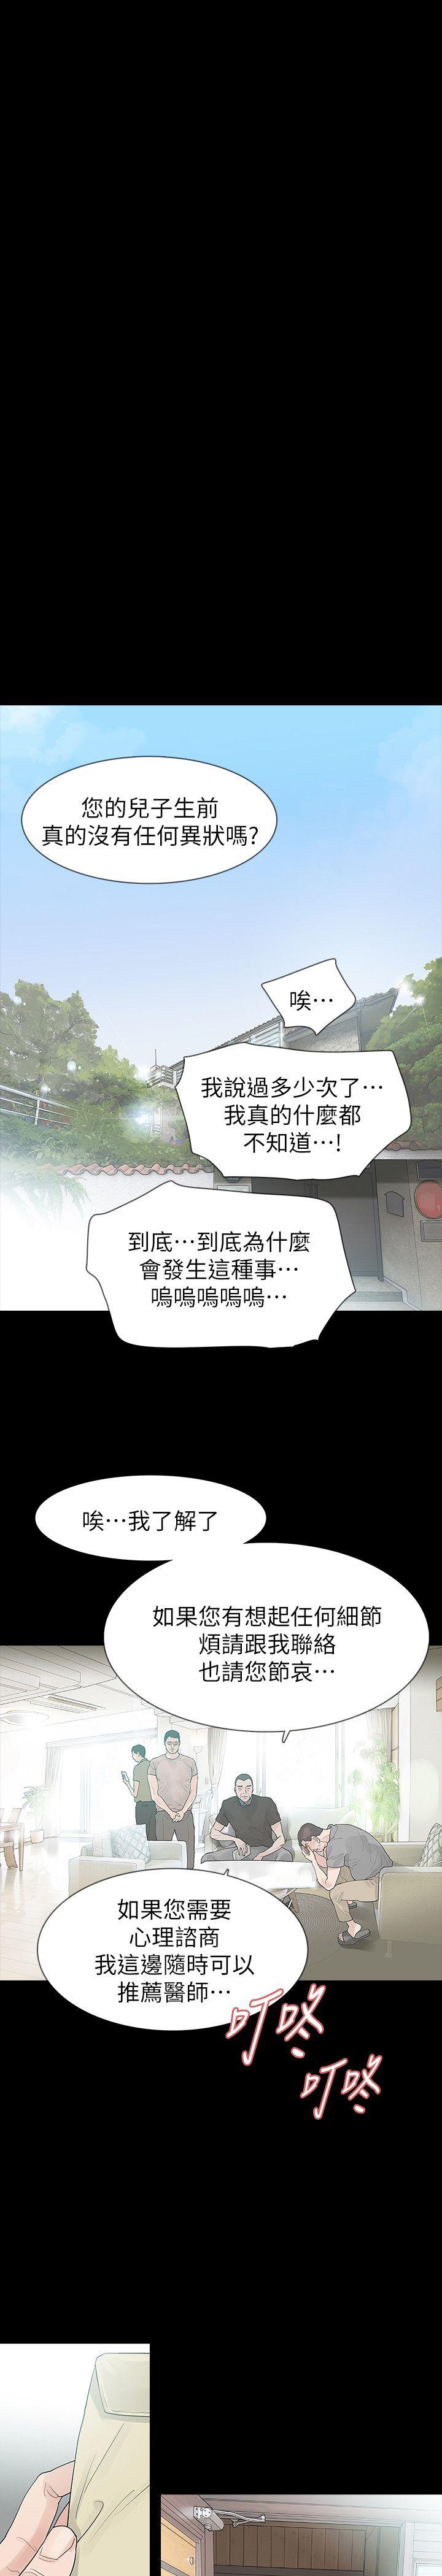 您的兒子生前
真的沒有任何異狀嗎?
唉…
我說過多少次了…
我真的什麼都
不知道…!
到底…到底為什麼
會發生這種事…
嗚嗚嗚嗚嗚…
唉…我了解了
如果您有想起任何細節
煩請跟我聯絡
也請您節哀…
如果您需要
心理諮商
我這邊隨時可以
推薦醫師…
叮咚
叮咚